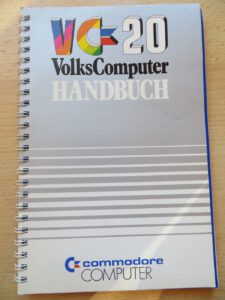 VC 20
VolksComputer
HANDBUCH
commodore
COMPUTER